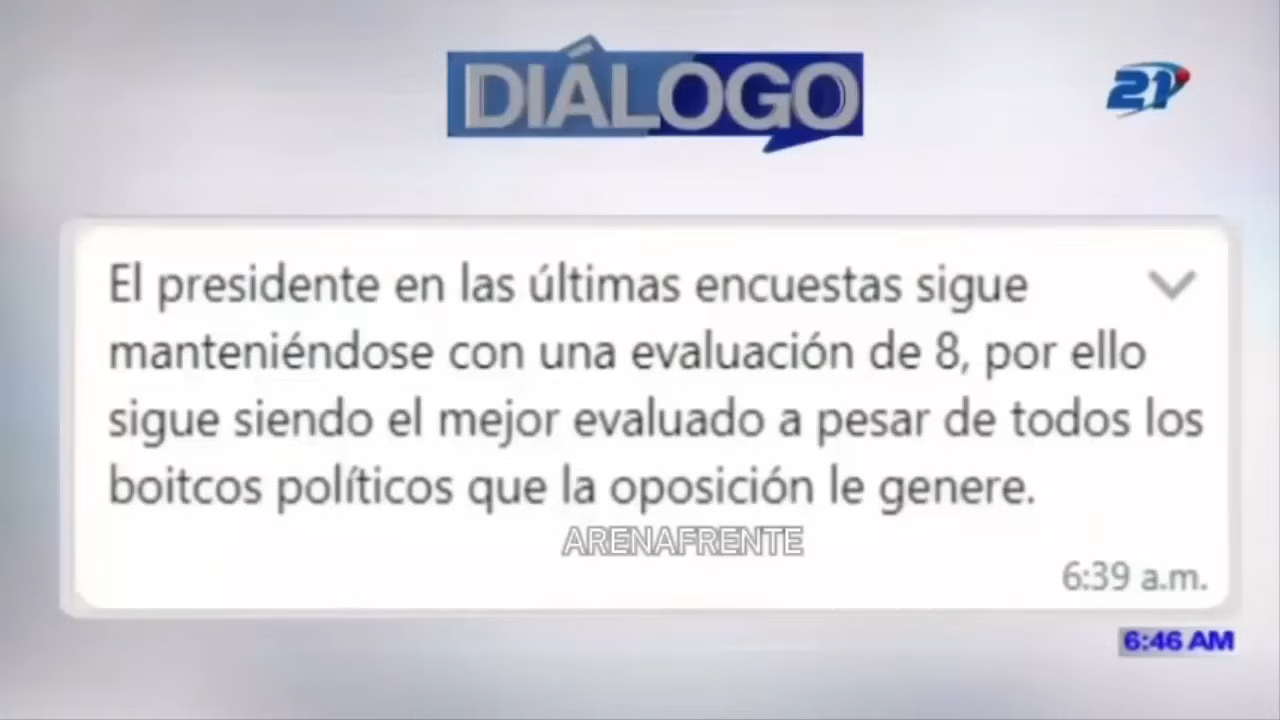 DIÁLOGO
21
El presidente en las últimas encuestas sigue
manteniéndose con una evaluación de 8, por ello
sigue siendo el mejor evaluado a pesar de todos los
boitcos políticos que la oposición le genere.
ARENAFRENTE
6:39 a.m.
6:46 AM